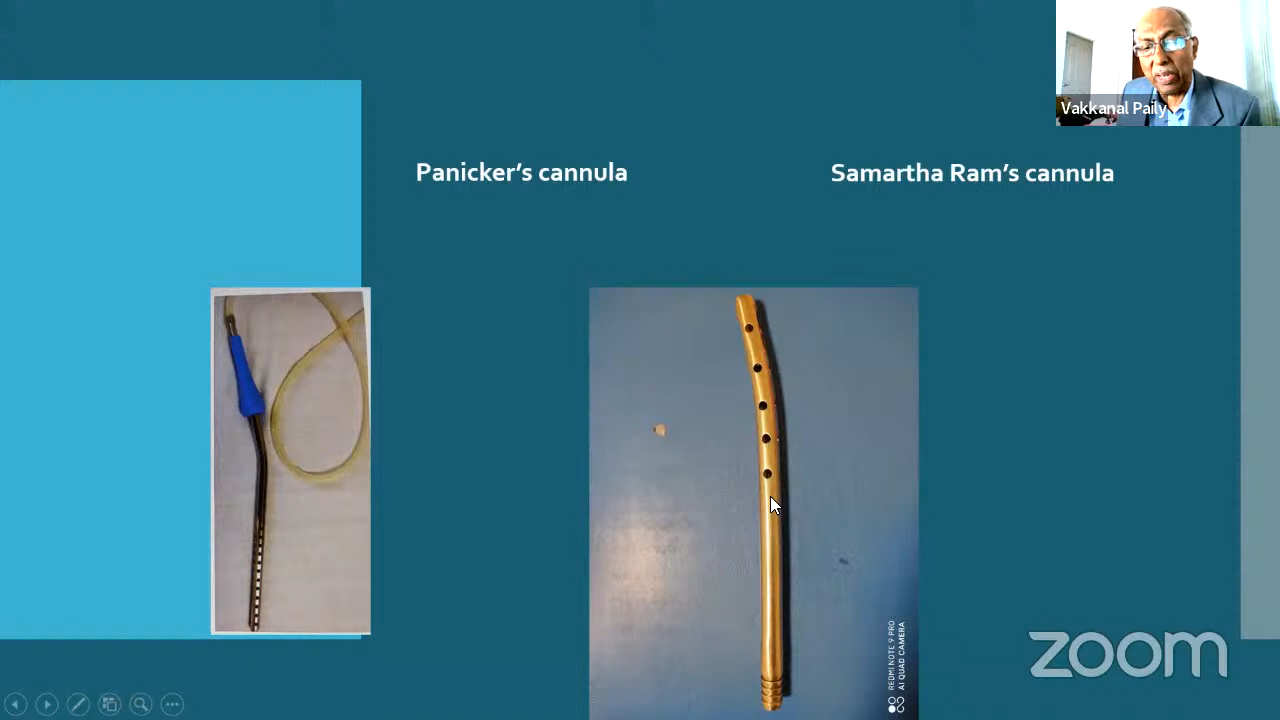 Vakkanal Paily
Panicker’s cannula
Samartha Ram’s cannula
REDMI NOTE 9 PRO
AI QUAD CAMERA
zoom